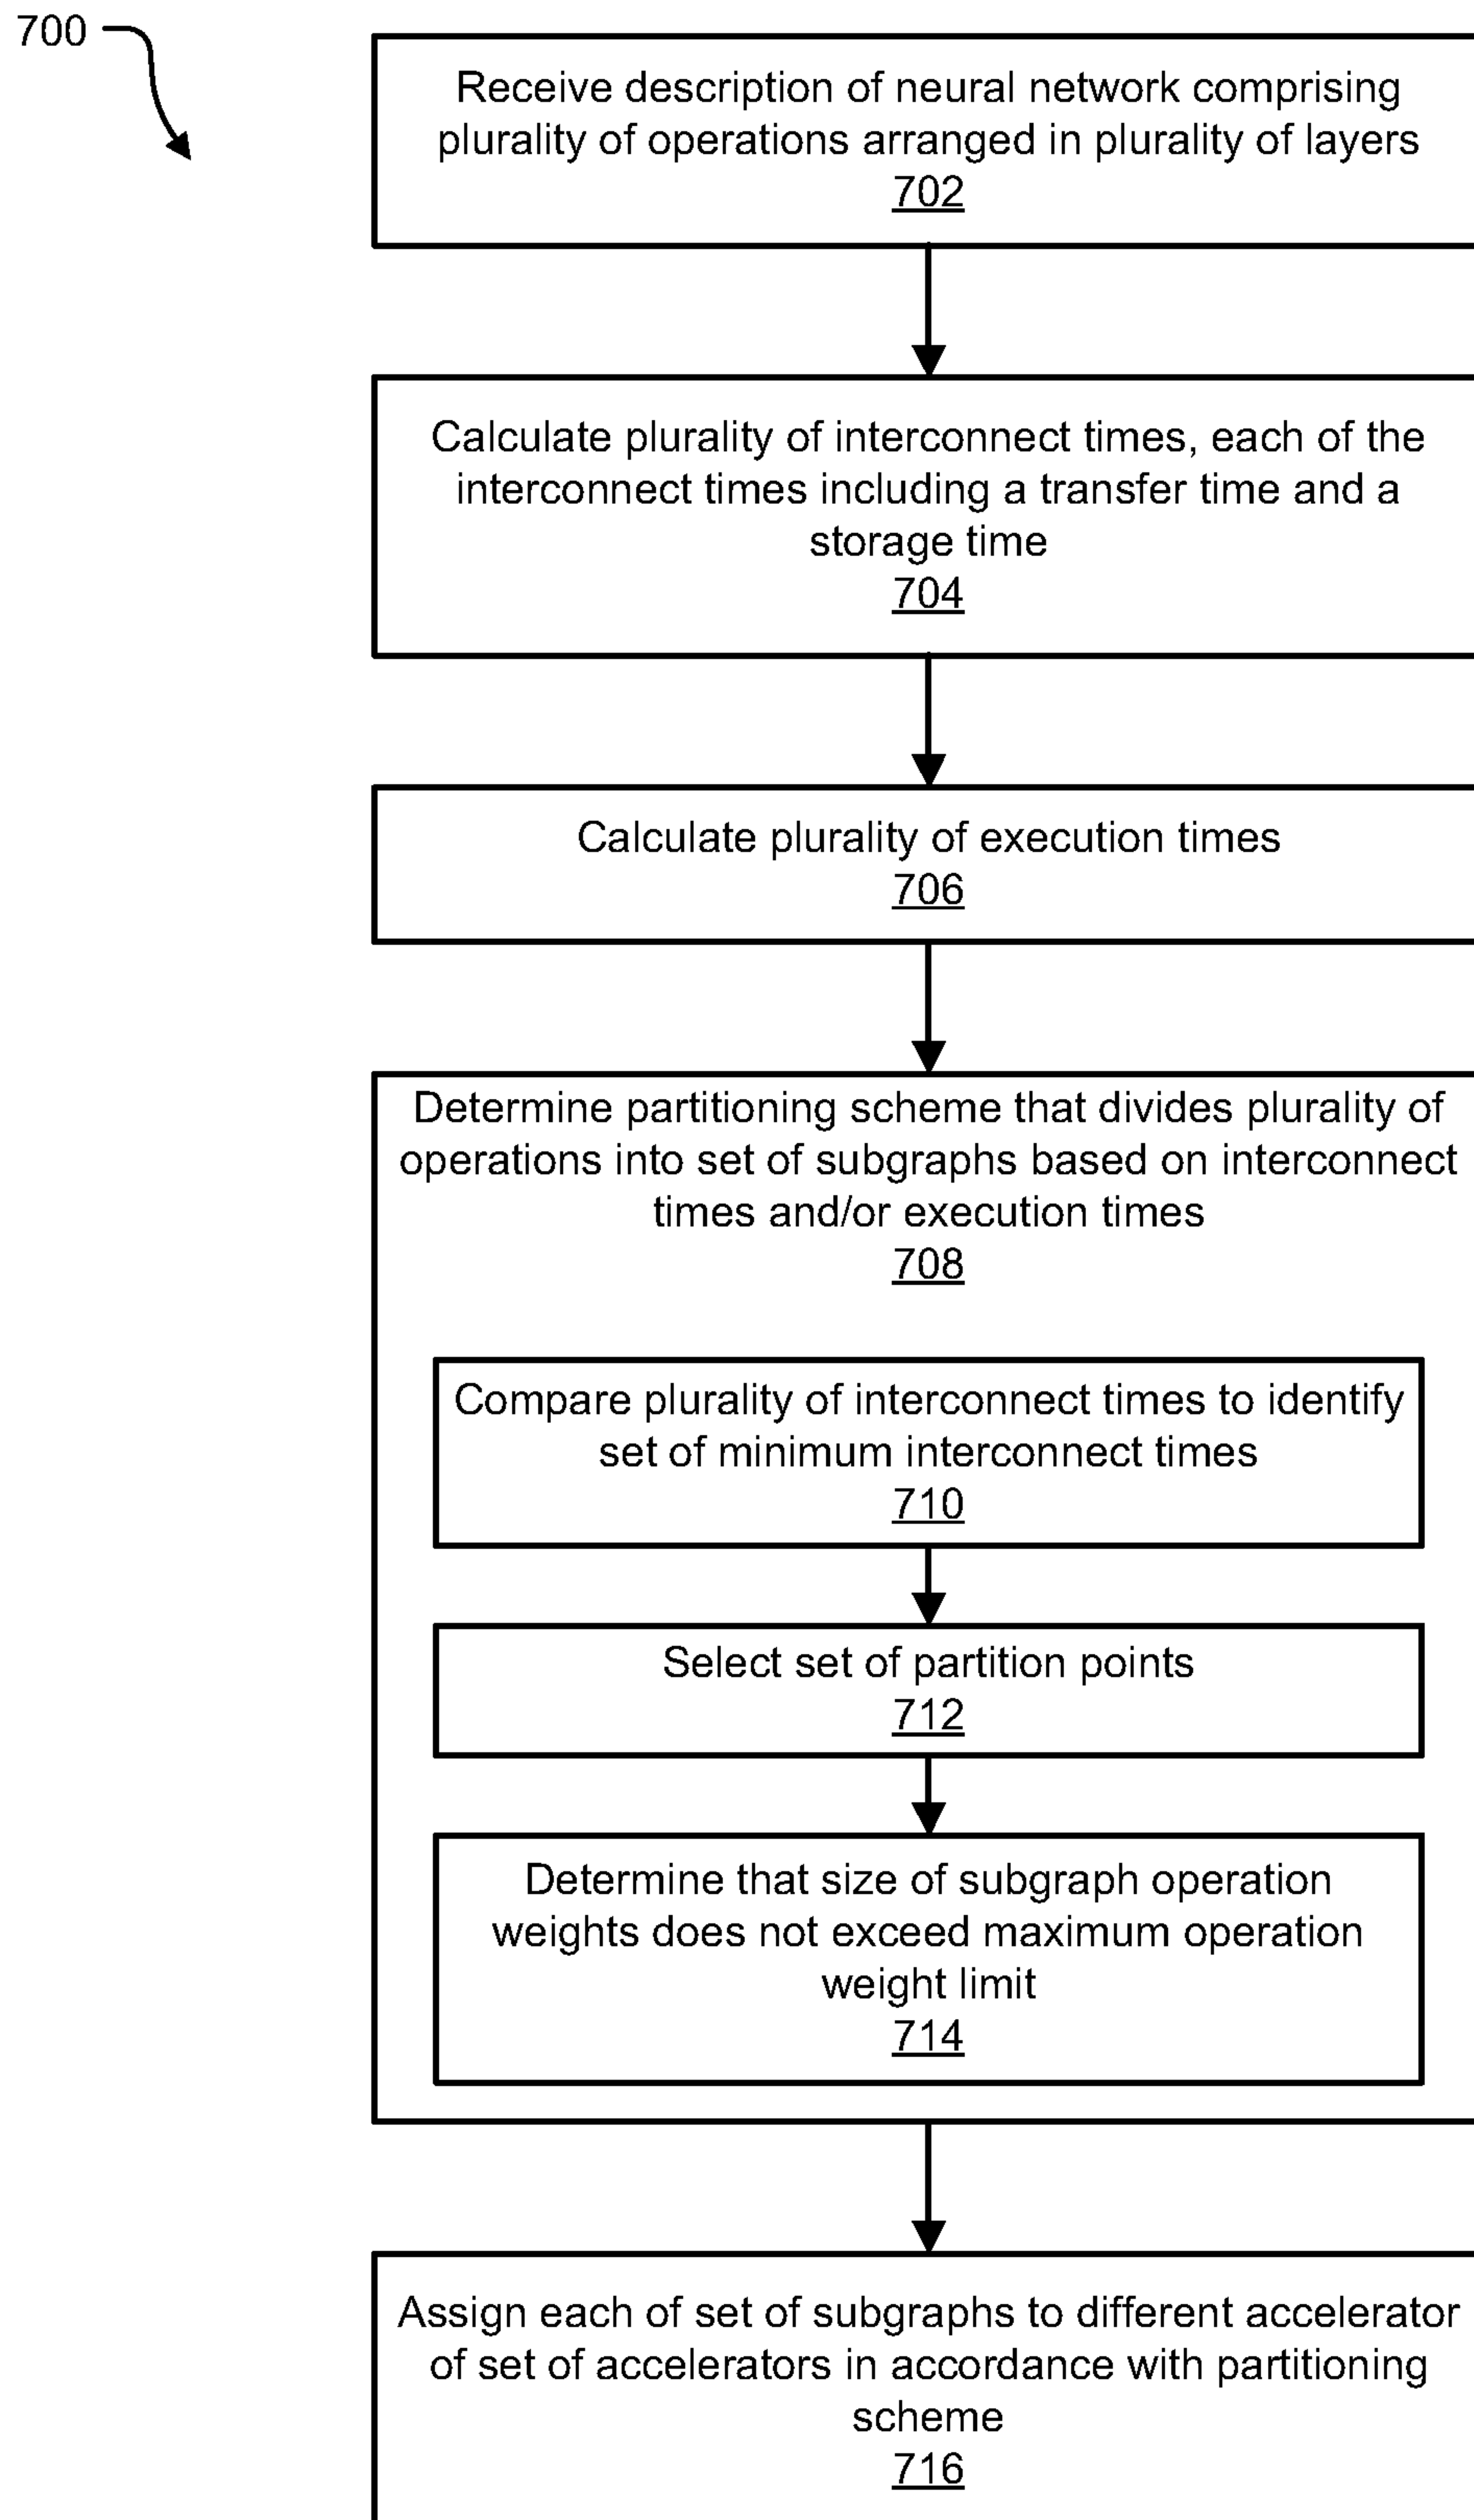 700
Receive description of neural network comprising
plurality of operations arranged in plurality of layers
702
Calculate plurality of interconnect times, each of the
interconnect times including a transfer time and a
storage time
704
Calculate plurality of execution times
706
Determine partitioning scheme that divides plurality of
operations into set of subgraphs based on interconnect
times and/or execution times
708
Compare plurality of interconnect times to identify
set of minimum interconnect times
710
Select set of partition points
712
Determine that size of subgraph operation
weights does not exceed maximum operation
weight limit
714
Assign each of set of subgraphs to different accelerator
of set of accelerators in accordance with partitioning
scheme
716